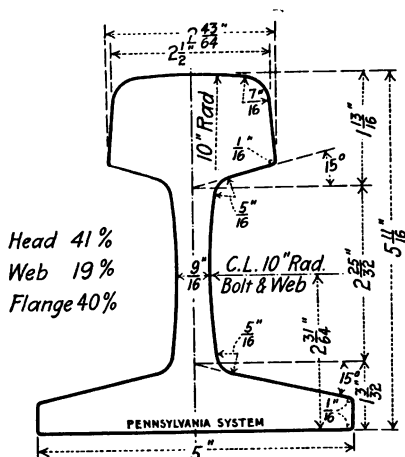 2 43/64"
2 1/2"
7/16"
10" Rad
1/16"
15°
1 13/16"
5 11/16"
5/16"
Head 41%
Web 19%
Flange 40%
9/16"
C.L. 10" Rad.
Bolt & Web
2 25/32"
2 31/64"
5/16"
15°
1 3/32"
1/16"
PENNSYLVANIA SYSTEM
5"